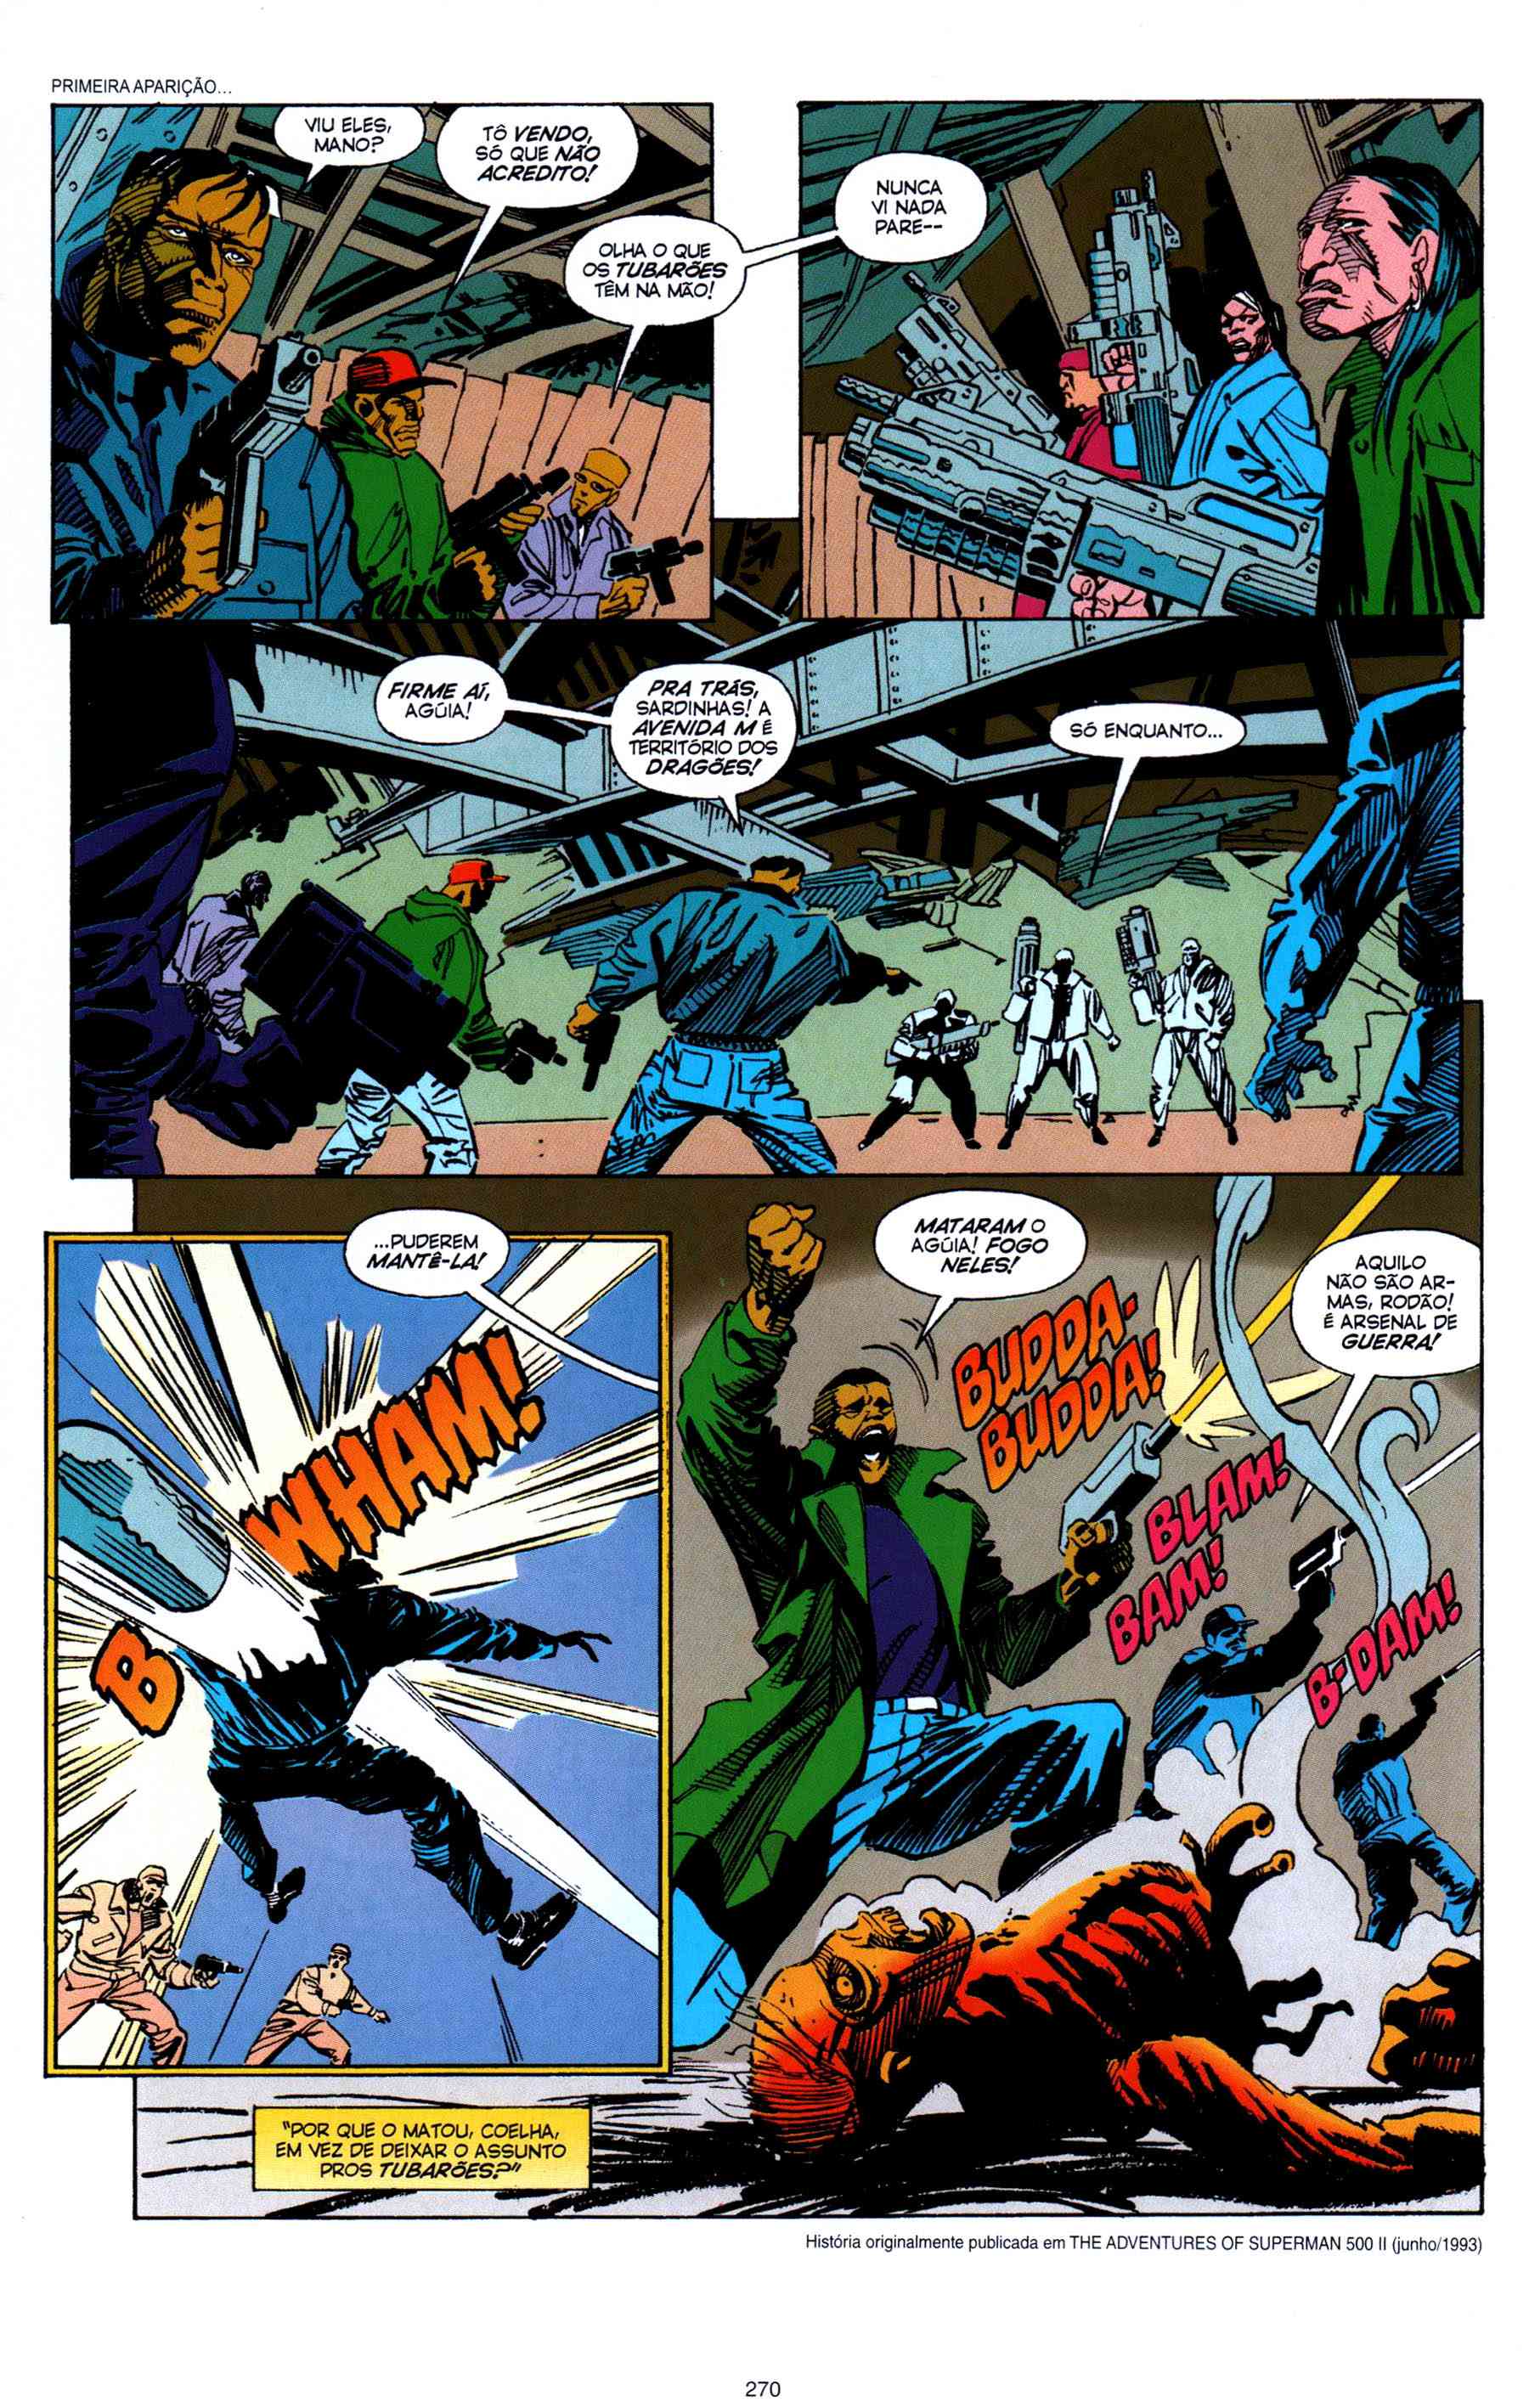 PRIMEIRA APARIÇÃO...
VIU ELES,
MANO?
TÔ VENDO,
SÓ QUE NÃO
ACREDITO!
OLHA O QUE
OS TUBARÕES
TÊM NA MÃO!
NUNCA
VI NADA
PARE--
FIRME AÍ,
AGÚIA!
PRA TRÁS,
SARDINHAS! A
AVENIDA M É
TERRITÓRIO DOS
DRAGÕES!
SÓ ENQUANTO...
...PUDEREM
MANTÊ-LA!
B
WHAM!
MATARAM O
AGÚIA! FOGO
NELES!
BUDDA-
BUDDA!
AQUILO
NÃO SÃO AR-
MAS, RODÃO!
É ARSENAL DE
GUERRA!
BLAM!
BAM!
B-DAM!
"POR QUE O MATOU, COELHA,
EM VEZ DE DEIXAR O ASSUNTO
PROS TUBARÕES?"
História originalmente publicada em THE ADVENTURES OF SUPERMAN 500 II (junho/1993)
270